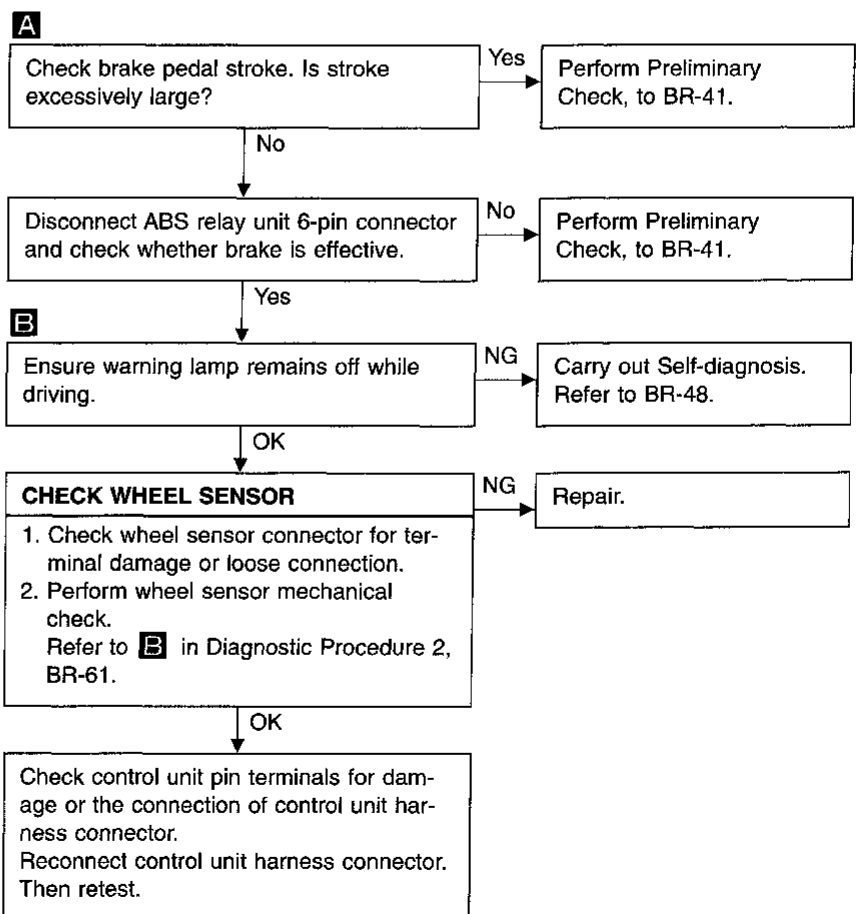 A
Check brake pedal stroke. Is stroke
excessively large?
Yes
Perform Preliminary
Check, to BR-41.
No
Disconnect ABS relay unit 6-pin connector
and check whether brake is effective.
No
Perform Preliminary
Check, to BR-41.
Yes
B
Ensure warning lamp remains off while
driving.
NG
Carry out Self-diagnosis.
Refer to BR-48.
OK
CHECK WHEEL SENSOR
NG
Repair.
1. Check wheel sensor connector for ter-
minal damage or loose connection.
2. Perform wheel sensor mechanical
check.
Refer to B in Diagnostic Procedure 2,
BR-61.
OK
Check control unit pin terminals for dam-
age or the connection of control unit har-
ness connector.
Reconnect control unit harness connector.
Then retest.